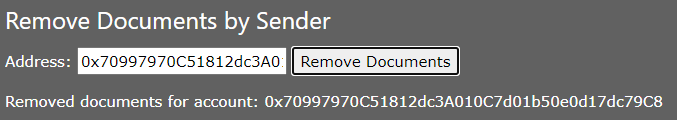 Remove Documents by Sender
Address: 0x70997970C51812dc3A01 Remove Documents
Removed documents for account: 0x70997970C51812dc3A010C7d01b50e0d17dc79C8